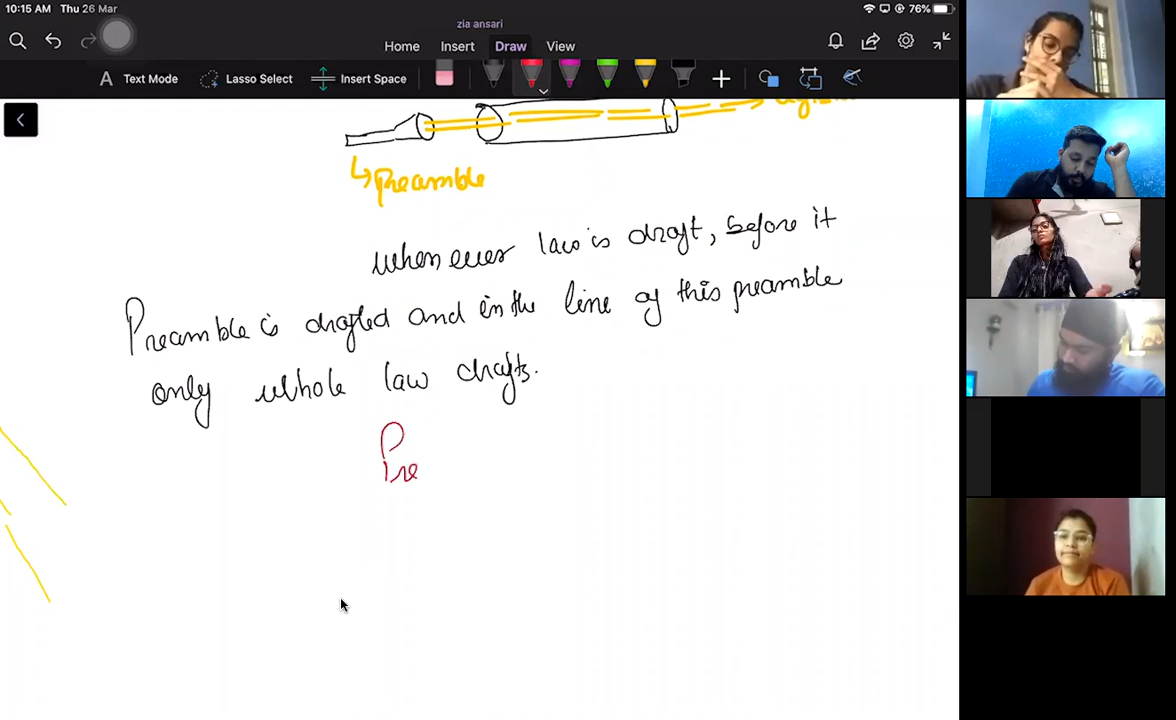 10:15 AM Thu 26 Mar
76%
zia ansari
Home Insert Draw View
Text Mode Lasso Select Insert Space
Preamble
when ever law is draft, before it
Preamble is drafted and in the line of this preamble
only whole law drafts.
Pre